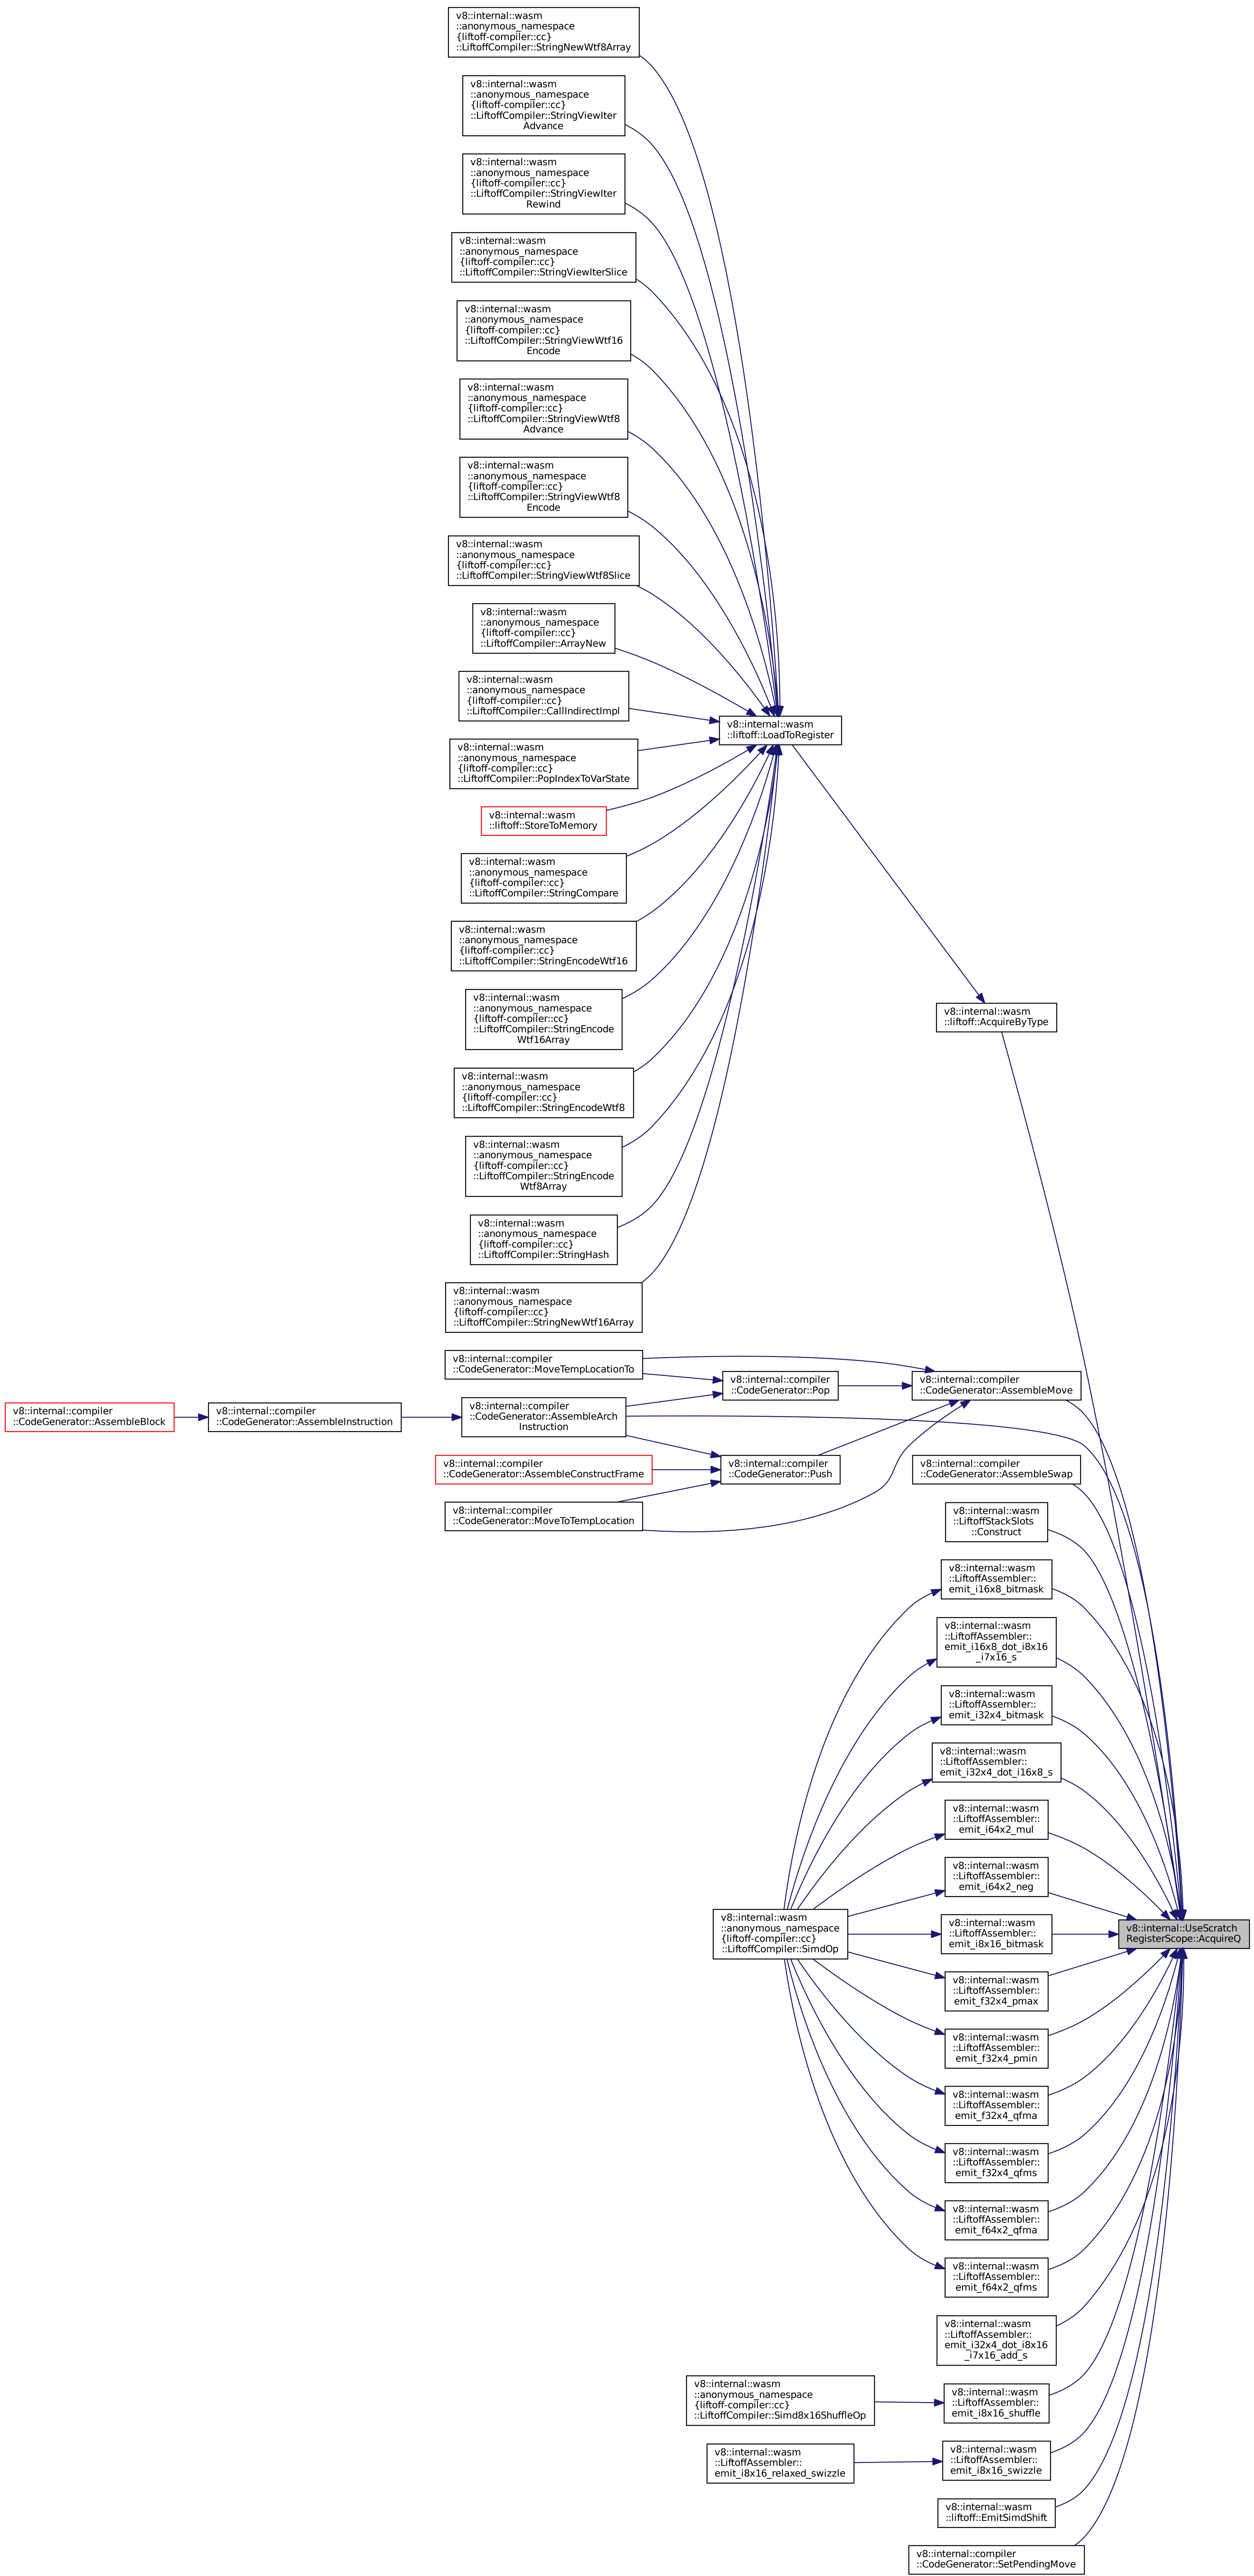 v8::internal::wasm
::anonymous_namespace
{liftoff-compiler::cc}
::LiftoffCompiler::StringNewWtf8Array
v8::internal::wasm
::anonymous_namespace
{liftoff-compiler::cc}
::LiftoffCompiler::StringViewIter
Advance
v8::internal::wasm
::anonymous_namespace
{liftoff-compiler::cc}
::LiftoffCompiler::StringViewIter
Rewind
v8::internal::wasm
::anonymous_namespace
{liftoff-compiler::cc}
::LiftoffCompiler::StringViewIterSlice
v8::internal::wasm
::anonymous_namespace
{liftoff-compiler::cc}
::LiftoffCompiler::StringViewWtf16
Encode
v8::internal::wasm
::anonymous_namespace
{liftoff-compiler::cc}
::LiftoffCompiler::StringViewWtf8
Advance
v8::internal::wasm
::anonymous_namespace
{liftoff-compiler::cc}
::LiftoffCompiler::StringViewWtf8
Encode
v8::internal::wasm
::anonymous_namespace
{liftoff-compiler::cc}
::LiftoffCompiler::StringViewWtf8Slice
v8::internal::wasm
::anonymous_namespace
{liftoff-compiler::cc}
::LiftoffCompiler::ArrayNew
v8::internal::wasm
::anonymous_namespace
{liftoff-compiler::cc}
::LiftoffCompiler::CallIndirectImpl
v8::internal::wasm
::liftoff::LoadToRegister
v8::internal::wasm
::anonymous_namespace
{liftoff-compiler::cc}
::LiftoffCompiler::PopIndexToVarState
v8::internal::wasm
::liftoff::StoreToMemory
v8::internal::wasm
::anonymous_namespace
{liftoff-compiler::cc}
::LiftoffCompiler::StringCompare
v8::internal::wasm
::anonymous_namespace
{liftoff-compiler::cc}
::LiftoffCompiler::StringEncodeWtf16
v8::internal::wasm
::anonymous_namespace
{liftoff-compiler::cc}
::LiftoffCompiler::StringEncode
Wtf16Array
v8::internal::wasm
::liftoff::AcquireByType
v8::internal::wasm
::anonymous_namespace
{liftoff-compiler::cc}
::LiftoffCompiler::StringEncodeWtf8
v8::internal::wasm
::anonymous_namespace
{liftoff-compiler::cc}
::LiftoffCompiler::StringEncode
Wtf8Array
v8::internal::wasm
::anonymous_namespace
{liftoff-compiler::cc}
::LiftoffCompiler::StringHash
v8::internal::wasm
::anonymous_namespace
{liftoff-compiler::cc}
::LiftoffCompiler::StringNewWtf16Array
v8::internal::compiler
::CodeGenerator::MoveTempLocationTo
v8::internal::compiler
::CodeGenerator::Pop
v8::internal::compiler
::CodeGenerator::AssembleMove
v8::internal::compiler
::CodeGenerator::AssembleBlock
v8::internal::compiler
::CodeGenerator::AssembleInstruction
v8::internal::compiler
::CodeGenerator::AssembleArch
Instruction
v8::internal::compiler
::CodeGenerator::AssembleConstructFrame
v8::internal::compiler
::CodeGenerator::Push
v8::internal::compiler
::CodeGenerator::AssembleSwap
v8::internal::compiler
::CodeGenerator::MoveToTempLocation
v8::internal::wasm
::LiftoffStackSlots
::Construct
v8::internal::wasm
::LiftoffAssembler::
emit_i16x8_bitmask
v8::internal::wasm
::LiftoffAssembler::
emit_i16x8_dot_i8x16
_i7x16_s
v8::internal::wasm
::LiftoffAssembler::
emit_i32x4_bitmask
v8::internal::wasm
::LiftoffAssembler::
emit_i32x4_dot_i16x8_s
v8::internal::wasm
::LiftoffAssembler::
emit_i64x2_mul
v8::internal::wasm
::LiftoffAssembler::
emit_i64x2_neg
v8::internal::wasm
::anonymous_namespace
{liftoff-compiler::cc}
::LiftoffCompiler::SimdOp
v8::internal::wasm
::LiftoffAssembler::
emit_i8x16_bitmask
v8::internal::UseScratch
RegisterScope::AcquireQ
v8::internal::wasm
::LiftoffAssembler::
emit_f32x4_pmax
v8::internal::wasm
::LiftoffAssembler::
emit_f32x4_pmin
v8::internal::wasm
::LiftoffAssembler::
emit_f32x4_qfma
v8::internal::wasm
::LiftoffAssembler::
emit_f32x4_qfms
v8::internal::wasm
::LiftoffAssembler::
emit_f64x2_qfma
v8::internal::wasm
::LiftoffAssembler::
emit_f64x2_qfms
v8::internal::wasm
::LiftoffAssembler::
emit_i32x4_dot_i8x16
_i7x16_add_s
v8::internal::wasm
::anonymous_namespace
{liftoff-compiler::cc}
::LiftoffCompiler::Simd8x16ShuffleOp
v8::internal::wasm
::LiftoffAssembler::
emit_i8x16_shuffle
v8::internal::wasm
::LiftoffAssembler::
emit_i8x16_relaxed_swizzle
v8::internal::wasm
::LiftoffAssembler::
emit_i8x16_swizzle
v8::internal::wasm
::liftoff::EmitSimdShift
v8::internal::compiler
::CodeGenerator::SetPendingMove